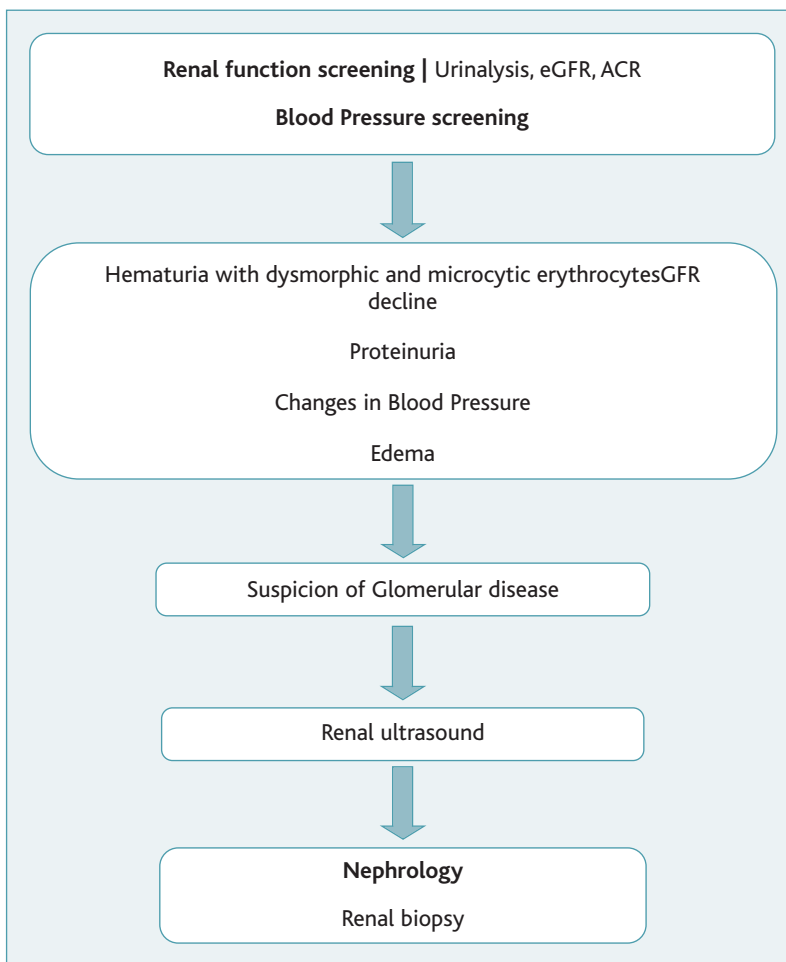 Renal function screening | Urinalysis, eGFR, ACR
Blood Pressure screening
Hematuria with dysmorphic and microcytic erythrocytesGFR
decline
Proteinuria
Changes in Blood Pressure
Edema
Suspicion of Glomerular disease
Renal ultrasound
Nephrology
Renal biopsy